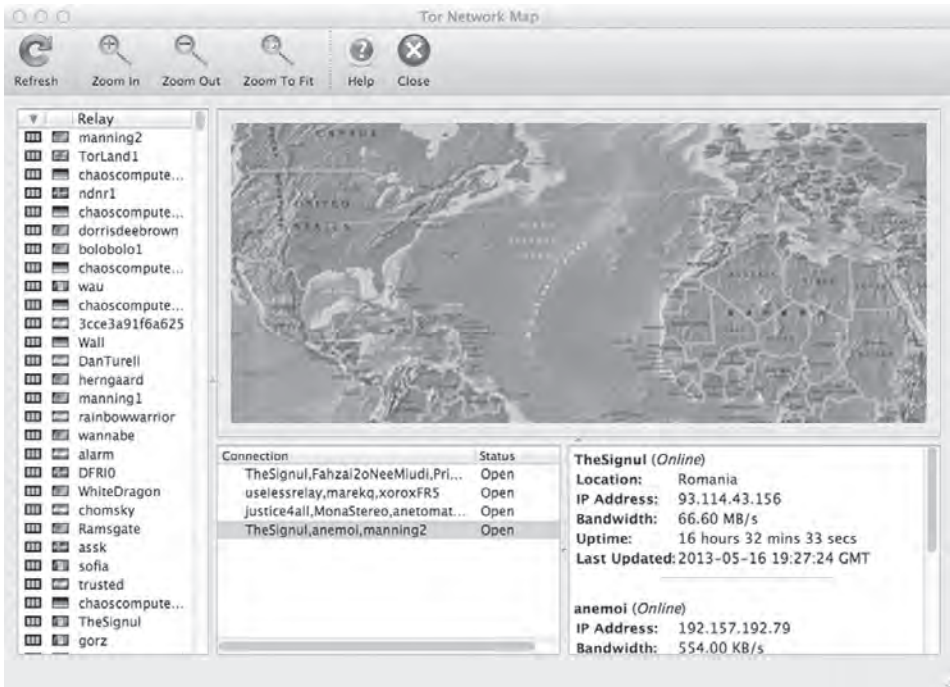 Tor Network Map
Refresh Zoom In Zoom Out Zoom To Fit Help Close
Relay
manning2
TorLand1
chaoscompute...
ndnr1
chaoscompute...
dorrisdeebrown
bolobolo1
chaoscompute...
wau
chaoscompute...
3cce3a91f6a625
Wall
DanTurell
herngaard
manning1
rainbowwarrior
wannabe
alarm
DFRI0
WhiteDragon
chomsky
Ramsgate
assk
sofia
trusted
chaoscompute...
TheSignul
gorz
CANADA
UNITED
STATES
Connection Status
TheSignul,Fahzai2oNeeMiudi,Pri... Open
uselessrelay,marekq,xoroxFR5 Open
justice4all,MonaStereo,anetomat... Open
TheSignul,anemoi,manning2 Open
TheSignul (Online)
Location: Romania
IP Address: 93.114.43.156
Bandwidth: 66.60 MB/s
Uptime: 16 hours 32 mins 33 secs
Last Updated: 2013-05-16 19:27:24 GMT
anemoi (Online)
IP Address: 192.157.192.79
Bandwidth: 554.00 KB/s